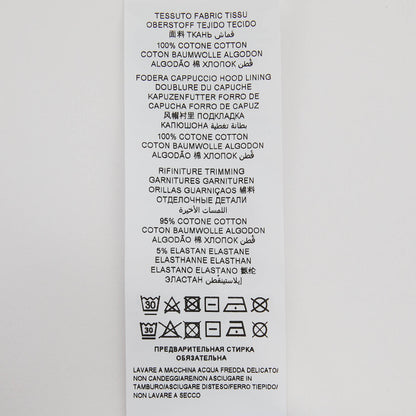 TESSUTO FABRIC TISSU
OBERSTOFF TEJIDO TECIDO
面料 ТКАНЬ قماش
100% COTONE COTTON
COTON BAUMWOLLE ALGODON
ALGODÃO 棉 ХЛОПОК قطن
FODERA CAPPUCCIO HOOD LINING
DOUBLURE DU CAPUCHE
KAPUZENFUTTER FORRO DE
CAPUCHA FORRO DE CAPUZ
风帽衬里 ПОДКЛАДКА
КАПЮШОНА بطانة تغطية
100% COTONE COTTON
COTON BAUMWOLLE ALGODON
ALGODÃO 棉 ХЛОПОК قطن
RIFINITURE TRIMMING
GARNITURES GARNITUREN
ORILLAS GUARNIÇAOS 辅料
ОТДЕЛОЧНЫЕ ДЕТАЛИ
اللمسات الأخيرة
95% COTONE COTTON
COTON BAUMWOLLE ALGODON
ALGODÃO 棉 ХЛОПОК قطن
5% ELASTAN ELASTANE
ELASTHANNE ELASTHAN
ELASTANO ELASTANO 氨纶
ЭЛАСТАН إيلاستينقطي
30
30
ПРЕДВАРИТЕЛЬНАЯ СТИРКА
ОБЯЗАТЕЛЬНА
LAVARE A MACCHINA ACQUA FREDDA DELICATO/
NON CANDEGGIARE/NON ASCIUGARE IN
TAMBURO/ASCIUGARE DISTESO/FERRO TIEPIDO/
NON LAVARE A SECCO